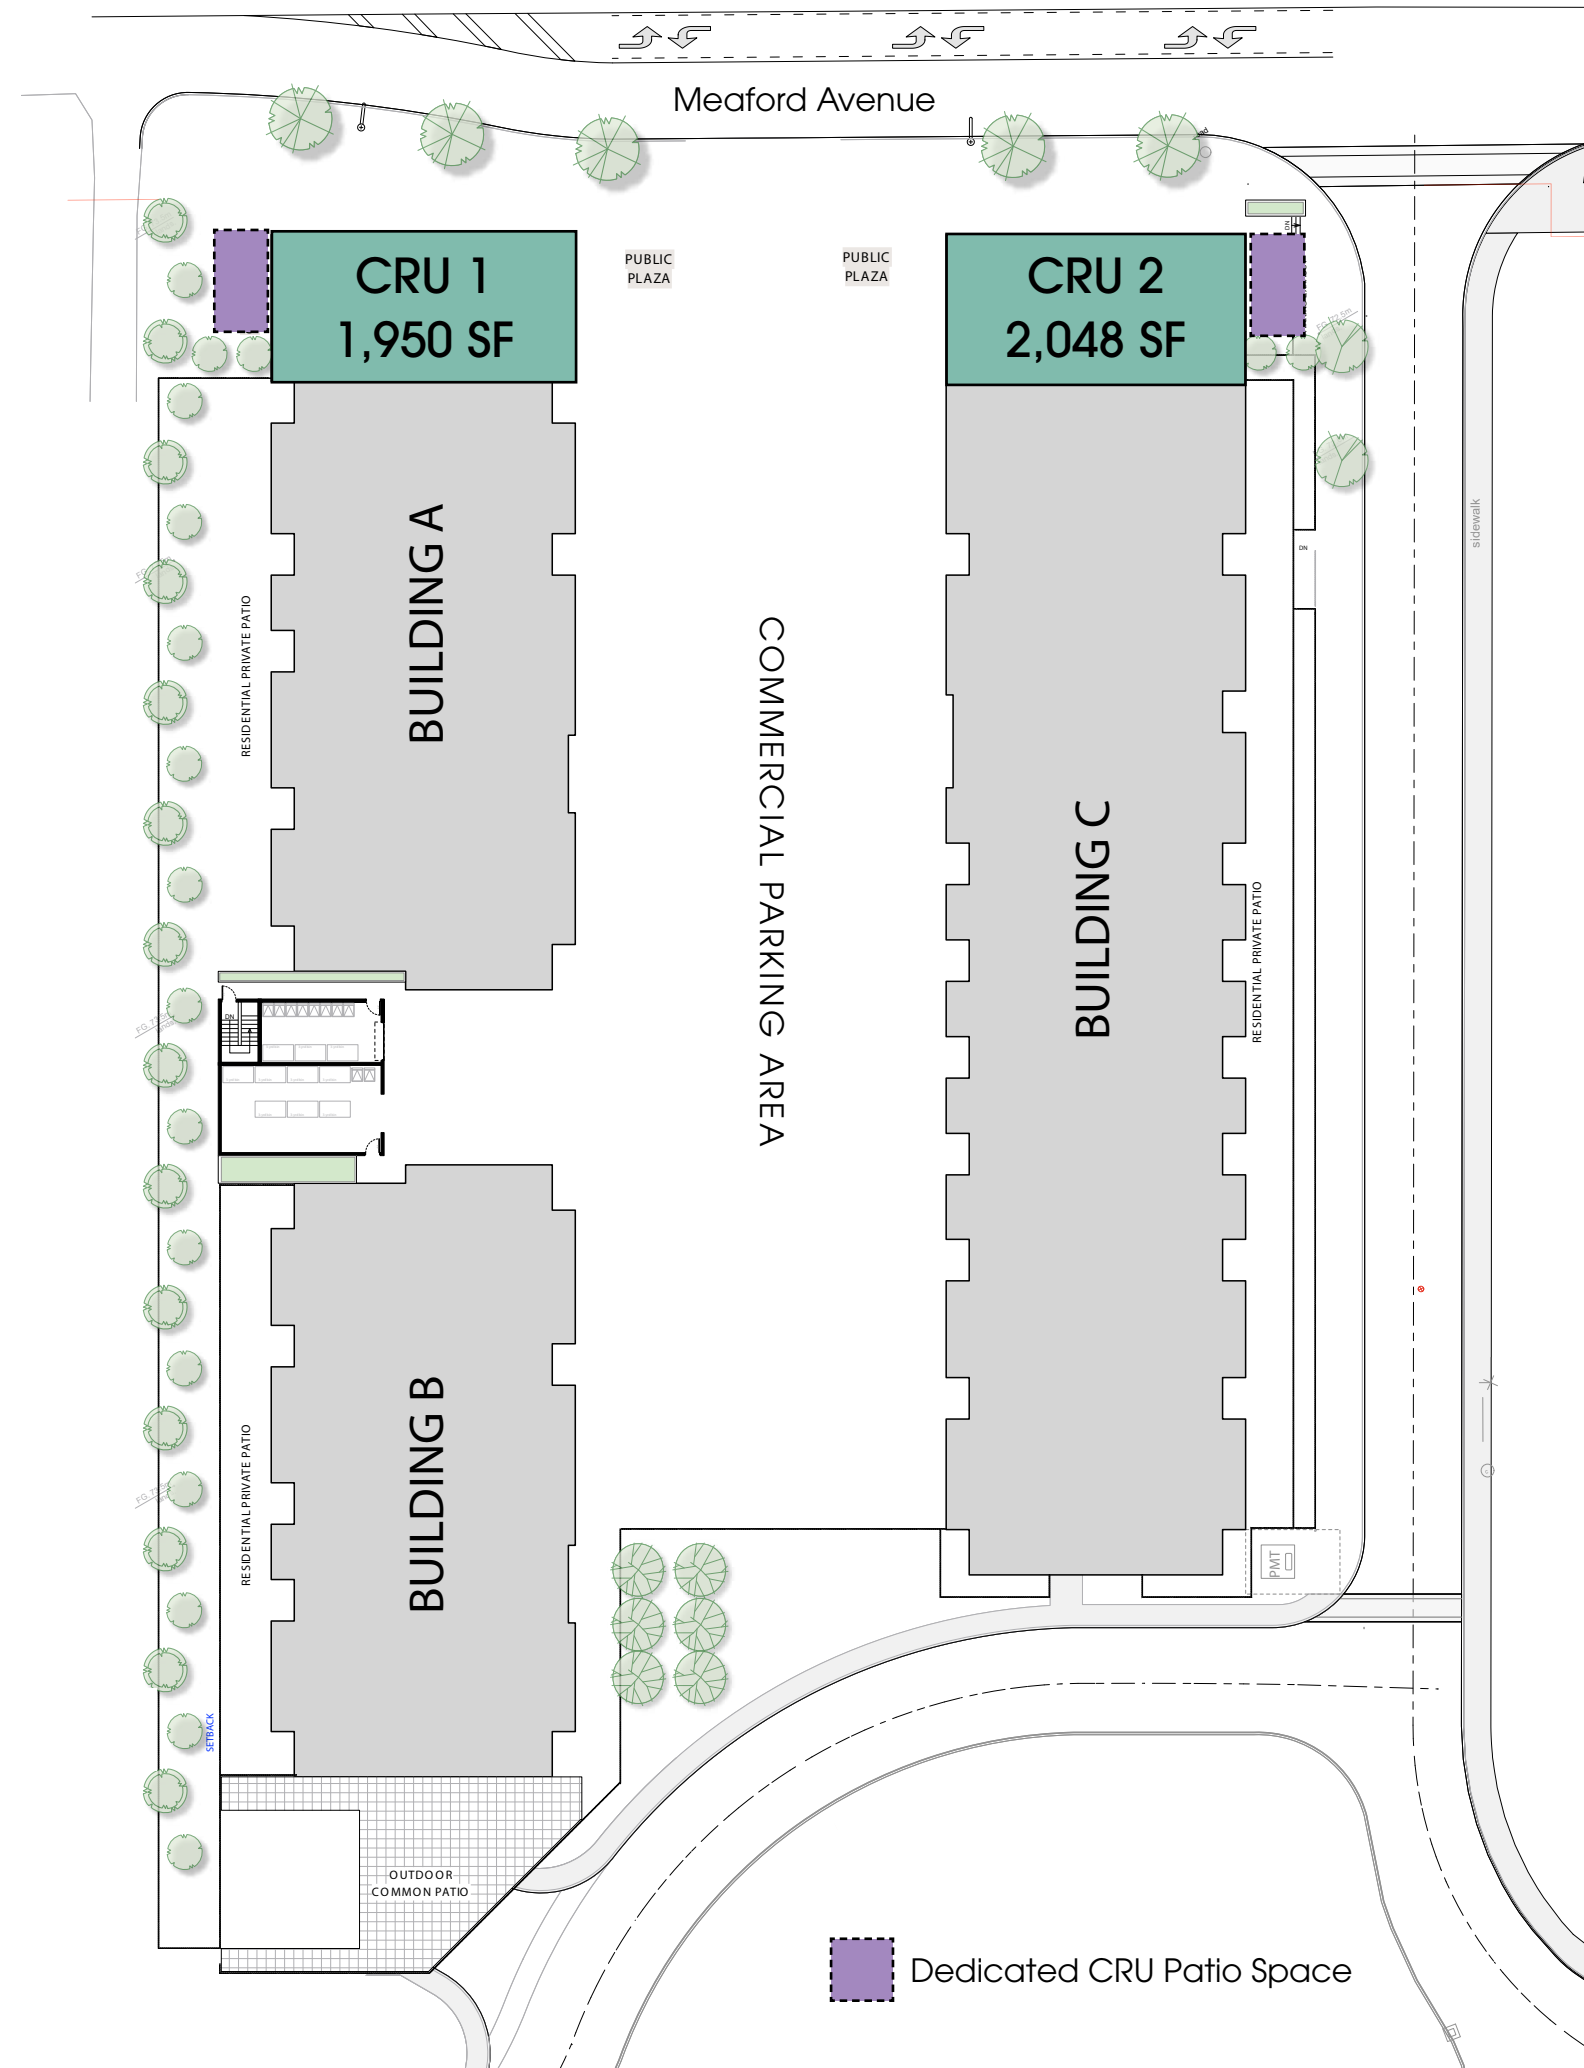 Meaford Avenue
DN
CRU 1
1,950 SF
PUBLIC
PLAZA
PUBLIC
PLAZA
CRU 2
2,048 SF
BUILDING A
RESIDENTIAL PRIVATE PATIO
COMMERCIAL PARKING AREA
BUILDING C
RESIDENTIAL PRIVATE PATIO
DN
sidewalk
DN
BUILDING B
RESIDENTIAL PRIVATE PATIO
SETBACK
PMT
OUTDOOR
COMMON PATIO
Dedicated CRU Patio Space